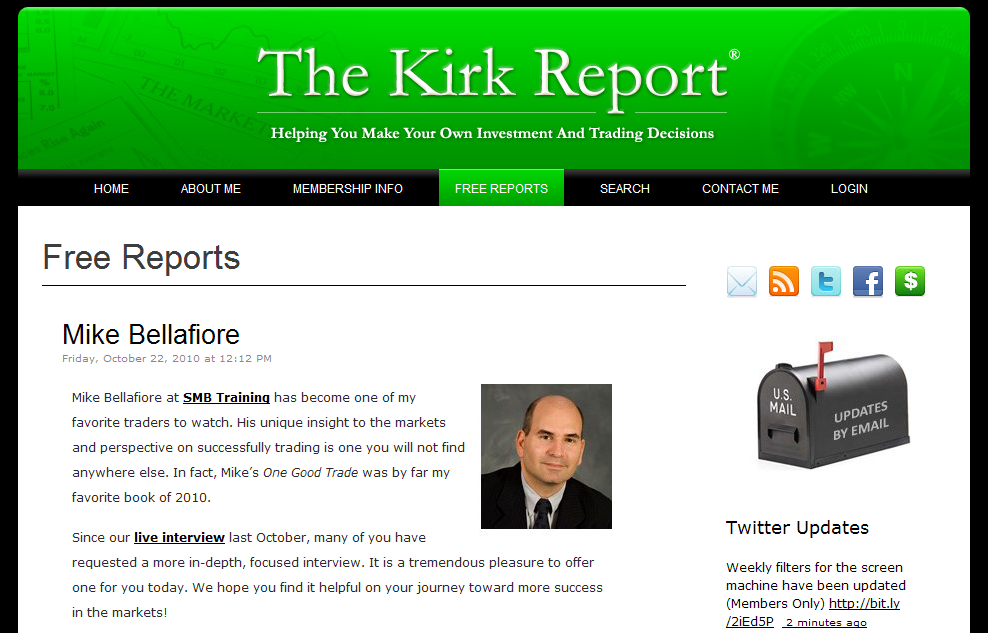 The Kirk Report®
Helping You Make Your Own Investment And Trading Decisions
THE MARKET
Rise Again
N
HOME ABOUT ME MEMBERSHIP INFO FREE REPORTS SEARCH CONTACT ME LOGIN
Free Reports
Mike Bellafiore
Friday, October 22, 2010 at 12:12 PM
Mike Bellafiore at SMB Training has become one of my
favorite traders to watch. His unique insight to the markets
and perspective on successfully trading is one you will not find
anywhere else. In fact, Mike's One Good Trade was by far my
favorite book of 2010.
Since our live interview last October, many of you have
requested a more in-depth, focused interview. It is a tremendous pleasure to offer
one for you today. We hope you find it helpful on your journey toward more success
in the markets!
t f $
U.S.
MAIL
UPDATES
BY EMAIL
Twitter Updates
Weekly filters for the screen
machine have been updated
(Members Only) http://bit.ly
/2iEd5P 2 minutes ago